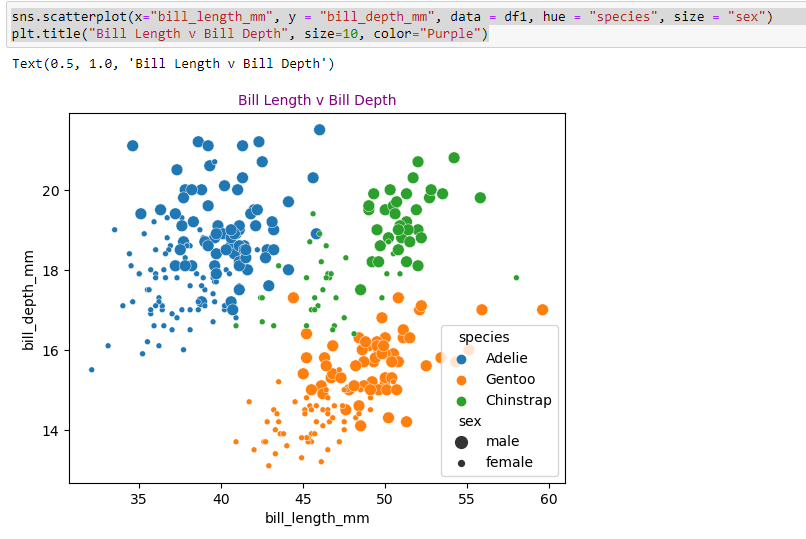 sns.scatterplot(x="bill_length_mm", y = "bill_depth_mm", data = df1, hue = "species", size = "sex")
plt.title("Bill Length v Bill Depth", size=10, color="Purple")
Text(0.5, 1.0, 'Bill Length v Bill Depth')
Bill Length v Bill Depth
20
18
16
14
bill_depth_mm
species
Adelie
Gentoo
Chinstrap
sex
male
female
35 40 45 50 55 60
bill_length_mm